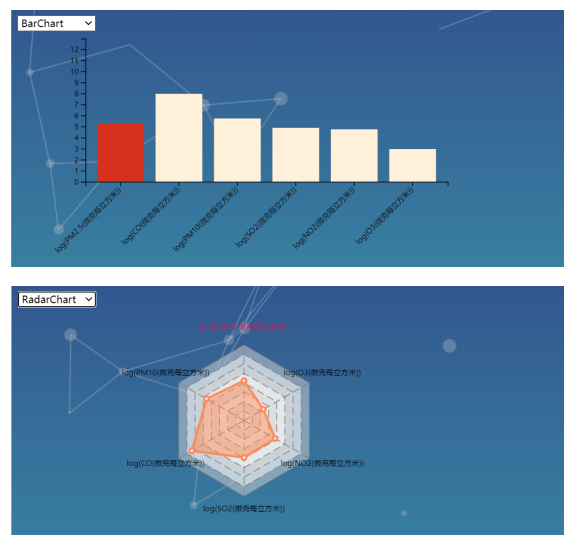 BarChart
12
11
10
9
8
7
6
5
4
3
2
1
0
log(PM2.5(微克每立方米))
log(CO(微克每立方米))
log(PM10(微克每立方米))
log(SO2(微克每立方米))
log(NO2(微克每立方米))
log(O3(微克每立方米))
RadarChart
log(PM10(微克每立方米))
log(O3(微克每立方米))
log(CO(微克每立方米))
log(NO2(微克每立方米))
log(SO2(微克每立方米))